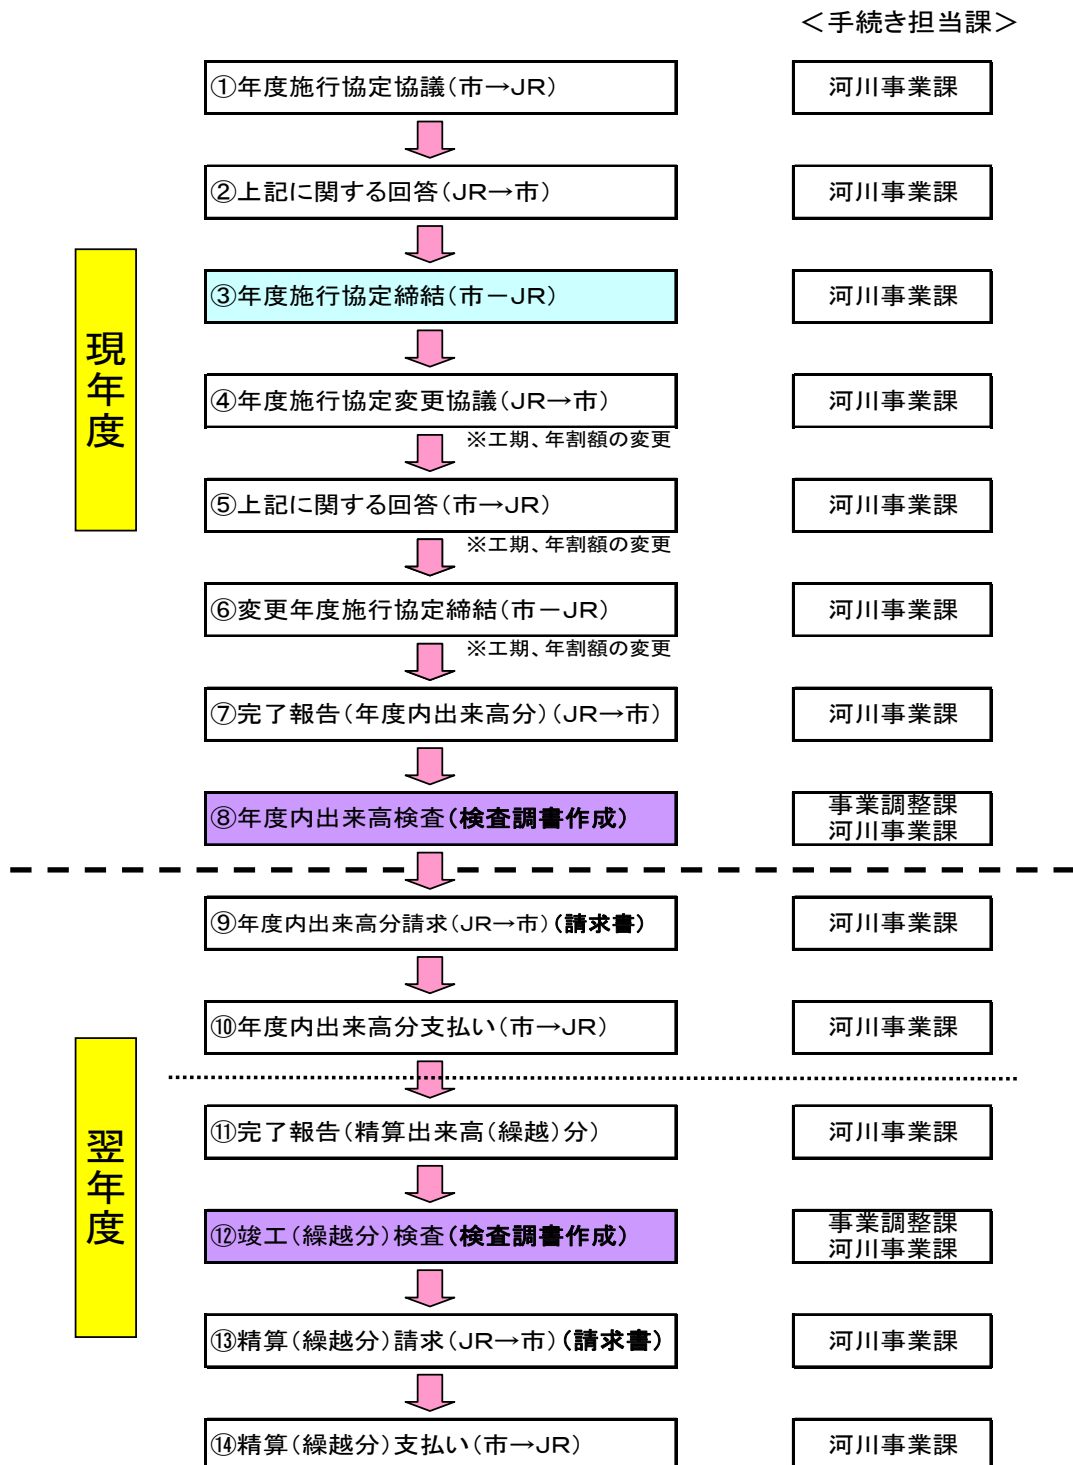 ＜手続き担当課＞
①年度施行協定協議（市→JR）
河川事業課
②上記に関する回答（JR→市）
河川事業課
現年度
③年度施行協定締結（市－JR）
河川事業課
④年度施行協定変更協議（JR→市）
河川事業課
※工期、年割額の変更
⑤上記に関する回答（市→JR）
河川事業課
※工期、年割額の変更
⑥変更年度施行協定締結（市－JR）
河川事業課
※工期、年割額の変更
⑦完了報告（年度内出来高分）（JR→市）
河川事業課
⑧年度内出来高検査（検査調書作成）
事業調整課
河川事業課
⑨年度内出来高分請求（JR→市）（請求書）
河川事業課
⑩年度内出来高分支払い（市→JR）
河川事業課
翌年度
⑪完了報告（精算出来高（繰越）分）
河川事業課
⑫竣工（繰越分）検査（検査調書作成）
事業調整課
河川事業課
⑬精算（繰越分）請求（JR→市）（請求書）
河川事業課
⑭精算（繰越分）支払い（市→JR）
河川事業課